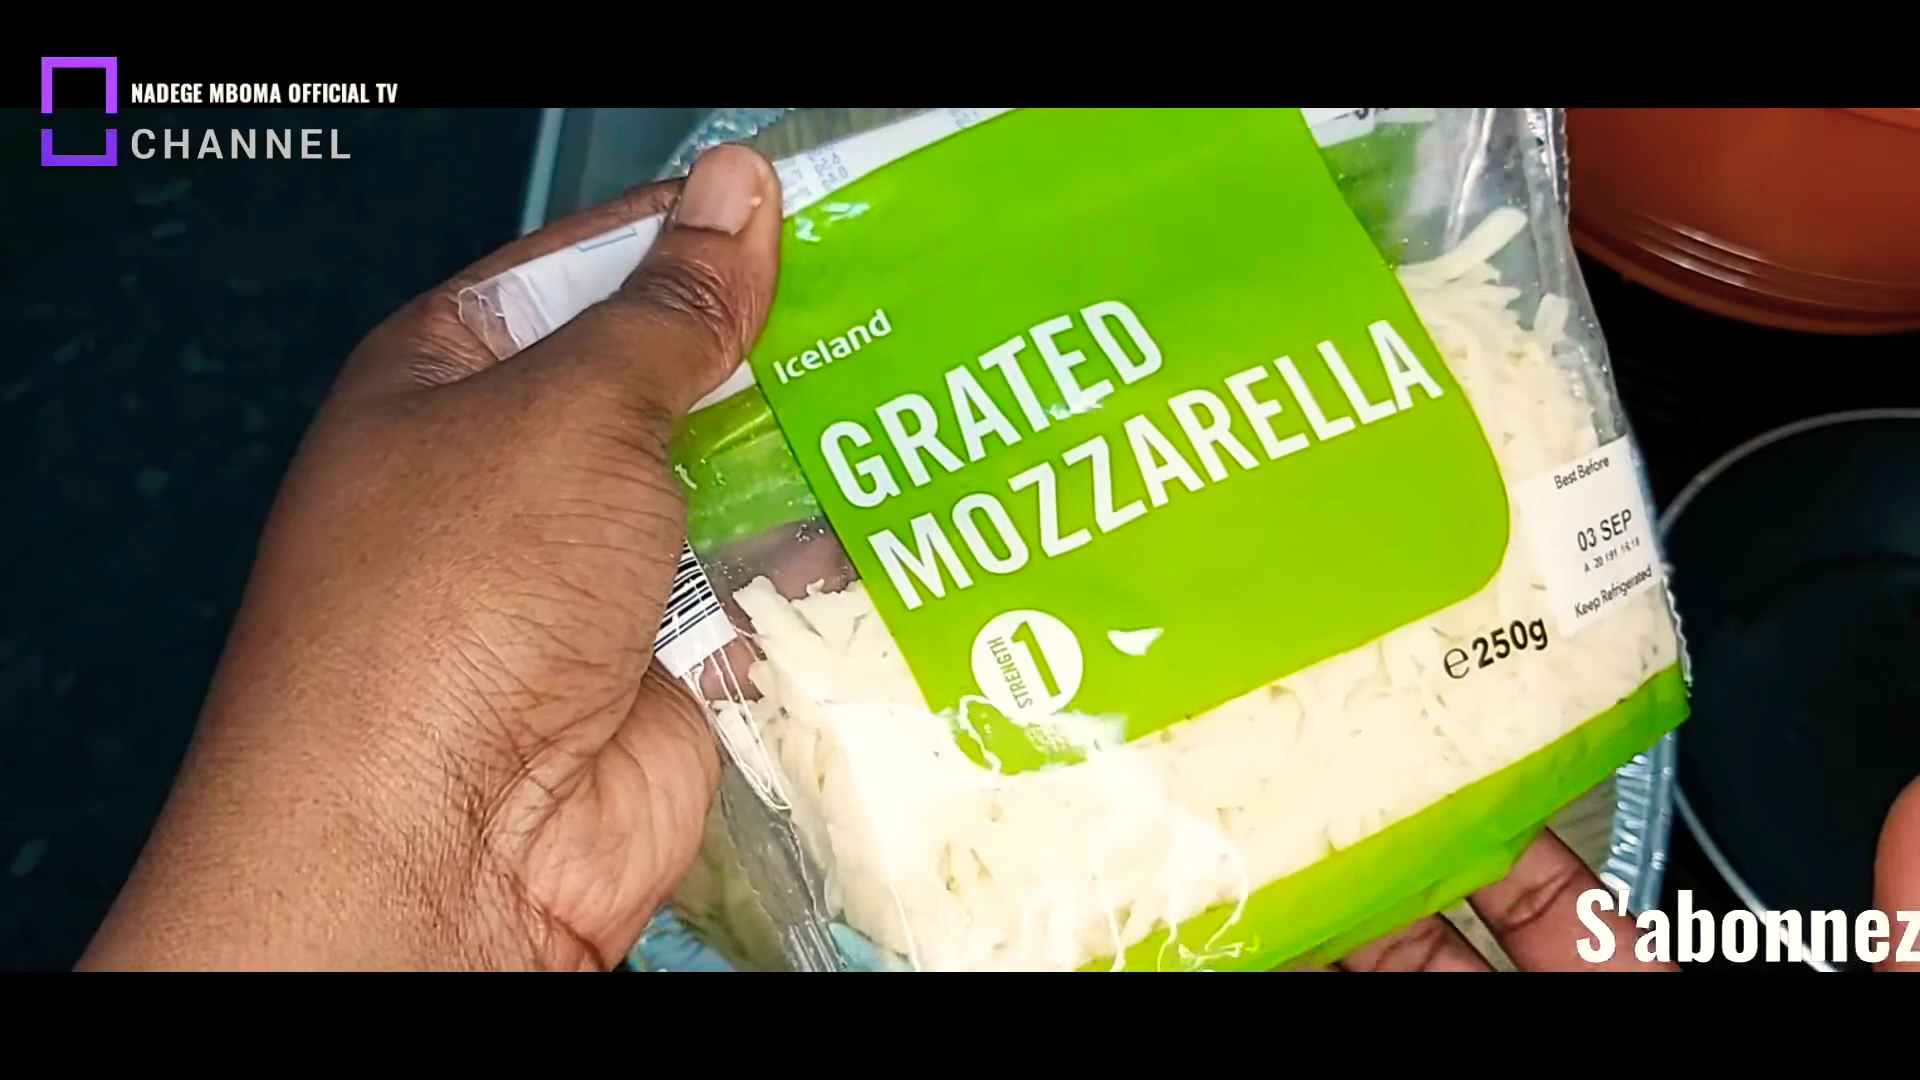 NADEGE MBOMA OFFICIAL TV
CHANNEL
Iceland
GRATED
MOZZARELLA
STRENGTH
1
Best Before
03 SEP
Keep Refrigerated
℮250g
S'abonnez